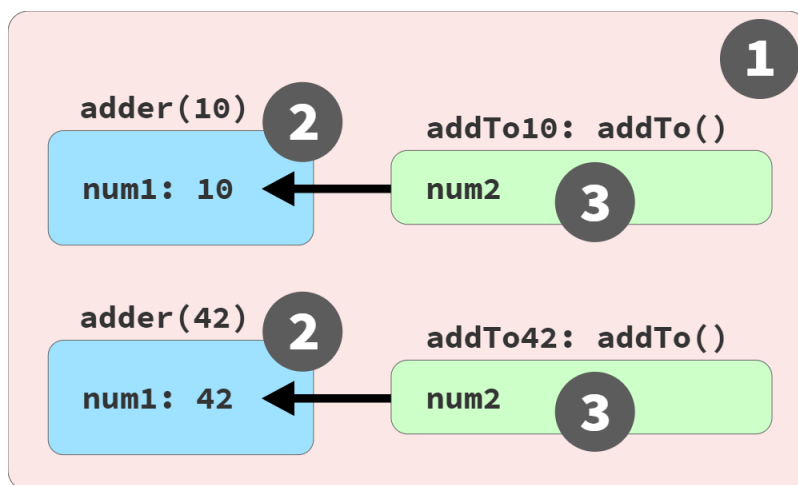 1
adder(10)
2
addTo10: addTo()
num1: 10
num2
3
adder(42)
2
addTo42: addTo()
num1: 42
num2
3